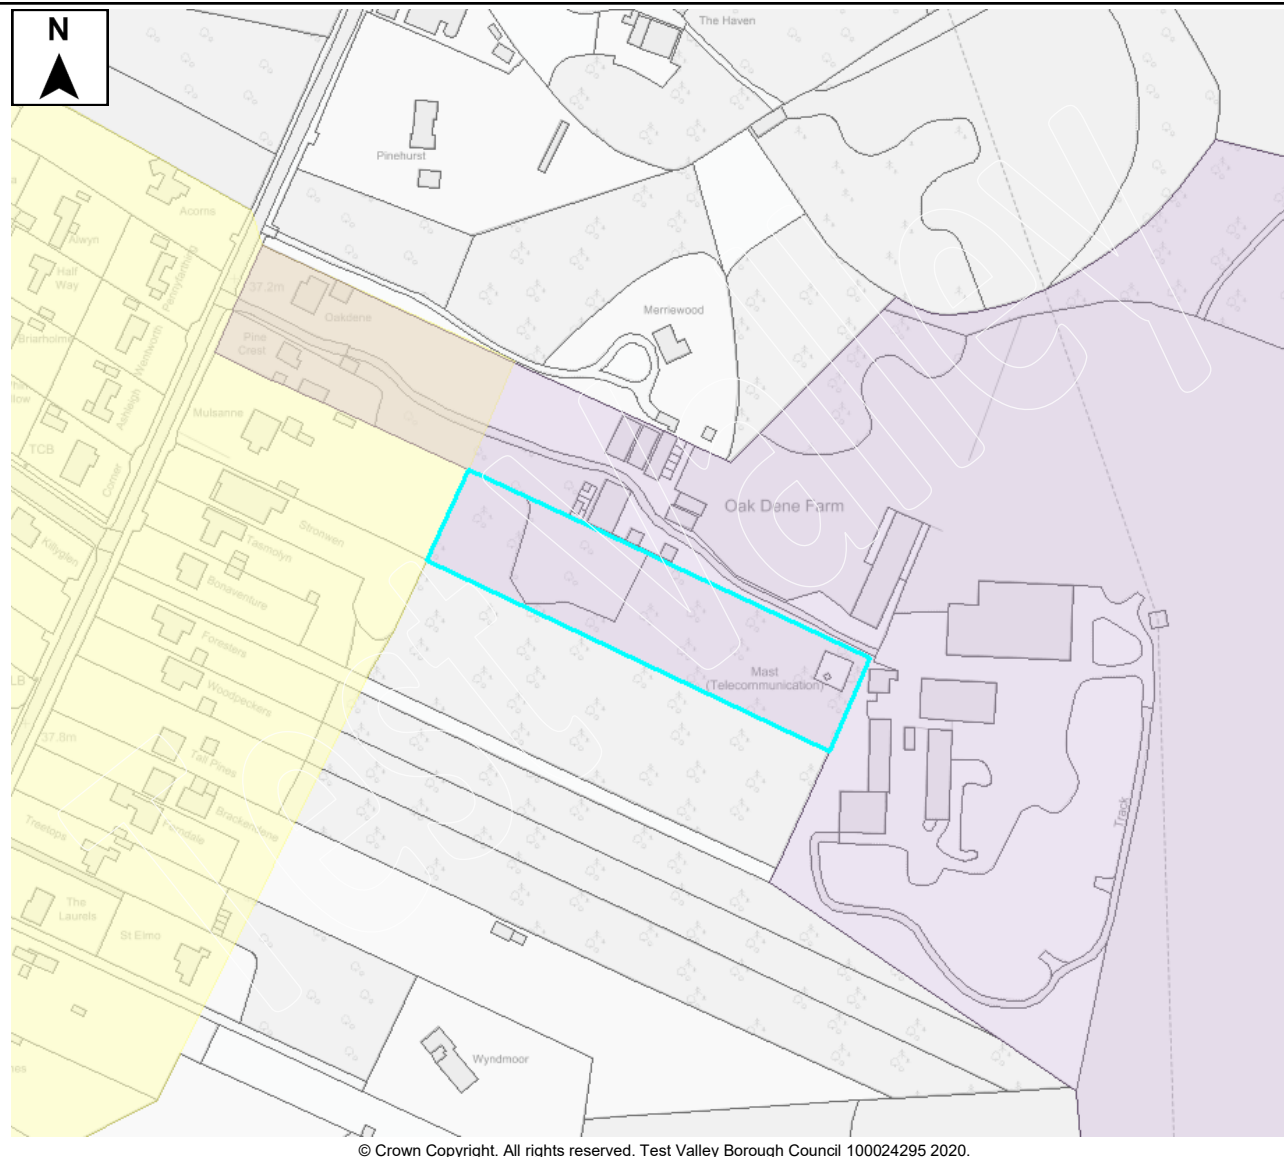 N
The Haven
Pinehurst
Acorns
Alwyn
Pennyfarthing
Half
Way
37.2m
Oakdene
Merriewood
Briarholme
Wentworth
Pine
Crest
Ashleigh
Mulsanne
TCB
Corner
Oak Dane Farm
Stronwen
Tasmolyn
Killyglen
Bonaventure
Foresters
Mast
(Telecommunication)
LB
Woodpeckers
37.8m
Tall Pines
Track
Brackendene
Treetops
Ferndale
The
Laurels
St Elmo
Wyndmoor
© Crown Copyright. All rights reserved. Test Valley Borough Council 100024295 2020.